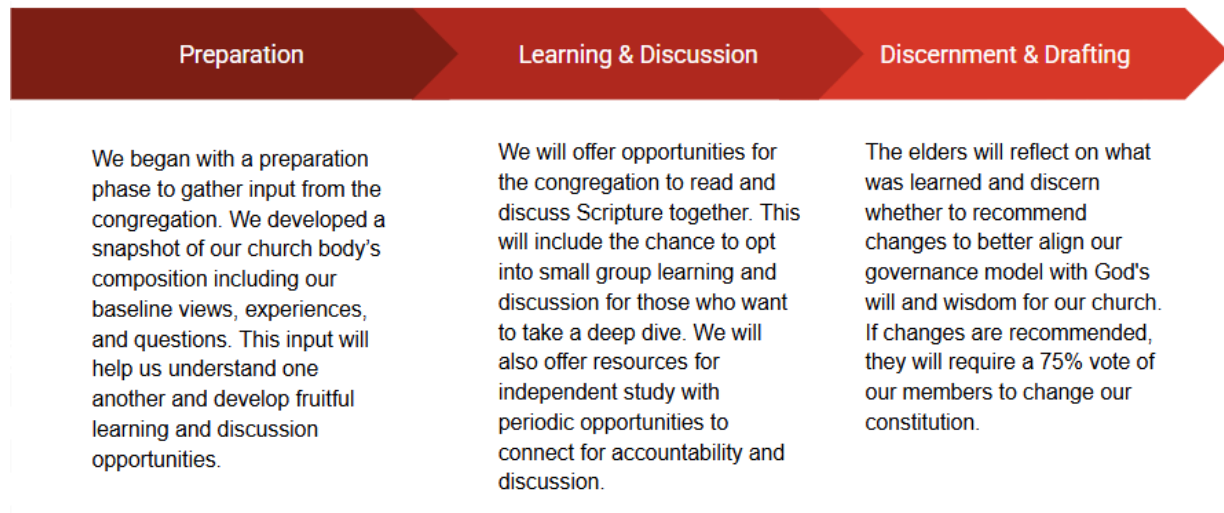 Preparation
Learning & Discussion
Discernment & Drafting
We began with a preparation
phase to gather input from the
congregation. We developed a
snapshot of our church body’s
composition including our
baseline views, experiences,
and questions. This input will
help us understand one
another and develop fruitful
learning and discussion
opportunities.
We will offer opportunities for
the congregation to read and
discuss Scripture together. This
will include the chance to opt
into small group learning and
discussion for those who want
to take a deep dive. We will
also offer resources for
independent study with
periodic opportunities to
connect for accountability and
discussion.
The elders will reflect on what
was learned and discern
whether to recommend
changes to better align our
governance model with God's
will and wisdom for our church.
If changes are recommended,
they will require a 75% vote of
our members to change our
constitution.